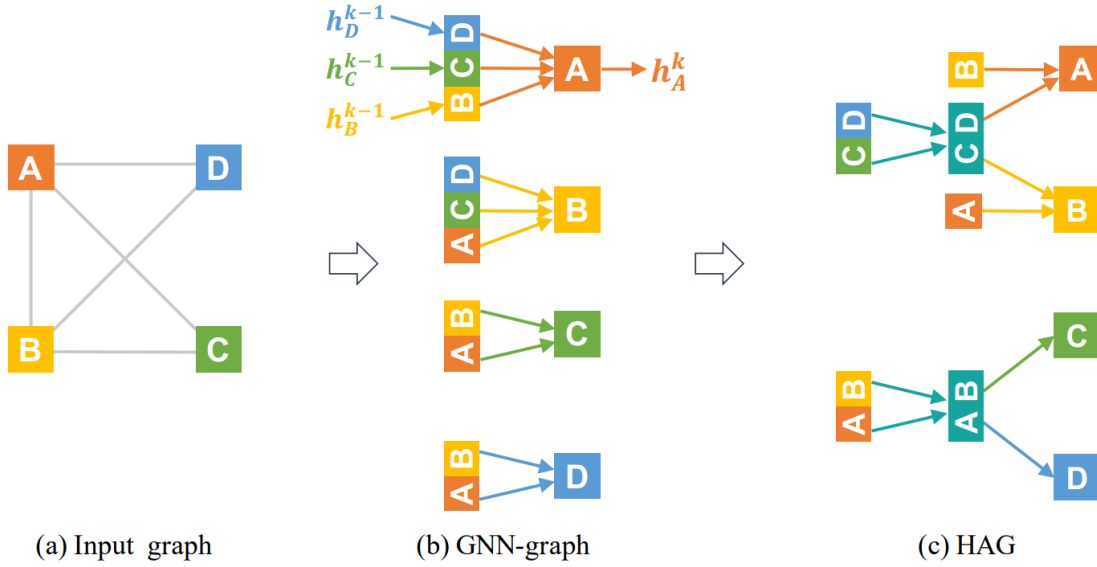 A
D
B
C
(a) Input graph
h_D^{k-1}
h_C^{k-1}
h_B^{k-1}
D
C
B
A
h_A^k
D
C
A
B
B
A
C
B
A
D
(b) GNN-graph
B
A
D
C
C D
A
B
B
A
A B
C
D
(c) HAG